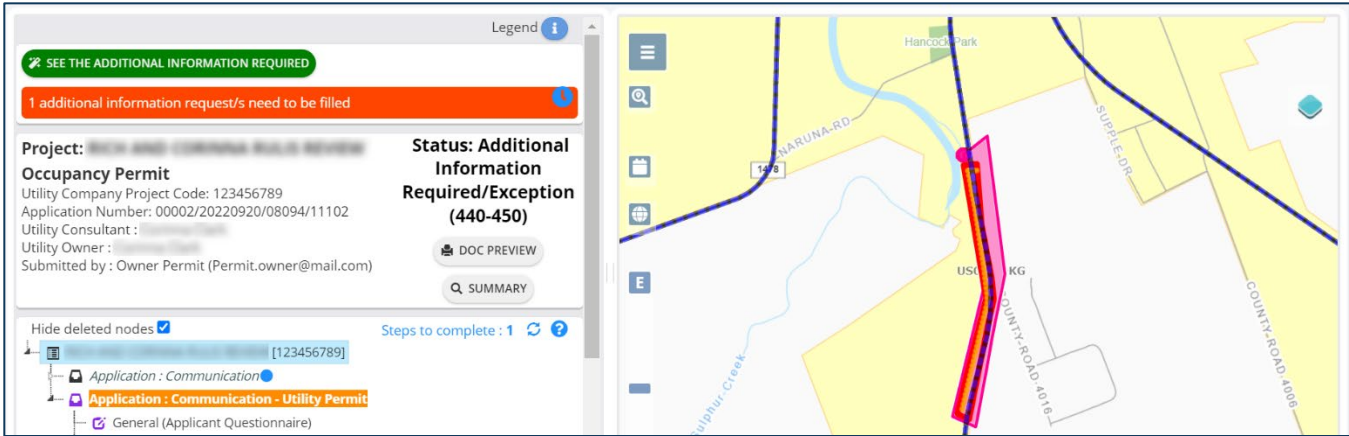 Legend
SEE THE ADDITIONAL INFORMATION REQUIRED
1 additional information request/s need to be filled
Project:
Occupancy Permit
Utility Company Project Code: 123456789
Application Number: 00002/20220920/08094/11102
Utility Consultant :
Utility Owner :
Submitted by : Owner Permit (Permit.owner@mail.com)
Status: Additional
Information
Required/Exception
(440-450)
DOC PREVIEW
SUMMARY
Hide deleted nodes
Steps to complete : 1
[123456789]
Application : Communication
Application : Communication - Utility Permit
General (Applicant Questionnaire)
Hancock Park
NARUNA-RD
1478
SUPPLE-DR
E
KG
COUNTY-ROAD 4016
COUNTY-ROAD 4006
Sulphur-Creek